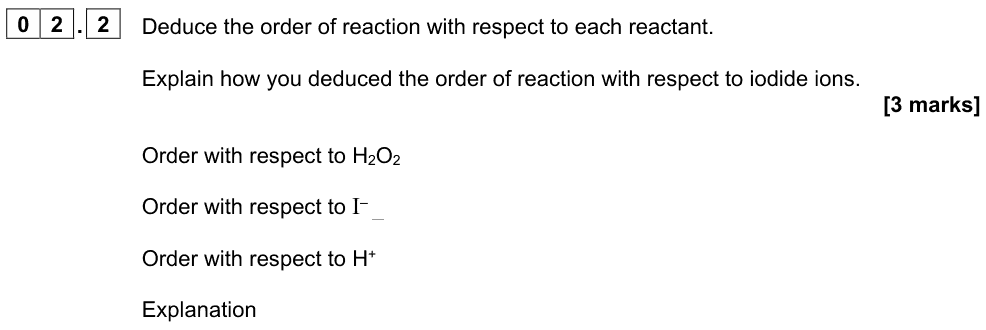 02.2 Deduce the order of reaction with respect to each reactant.
Explain how you deduced the order of reaction with respect to iodide ions.
[3 marks]
Order with respect to H₂O₂
Order with respect to I⁻ _
Order with respect to H⁺
Explanation